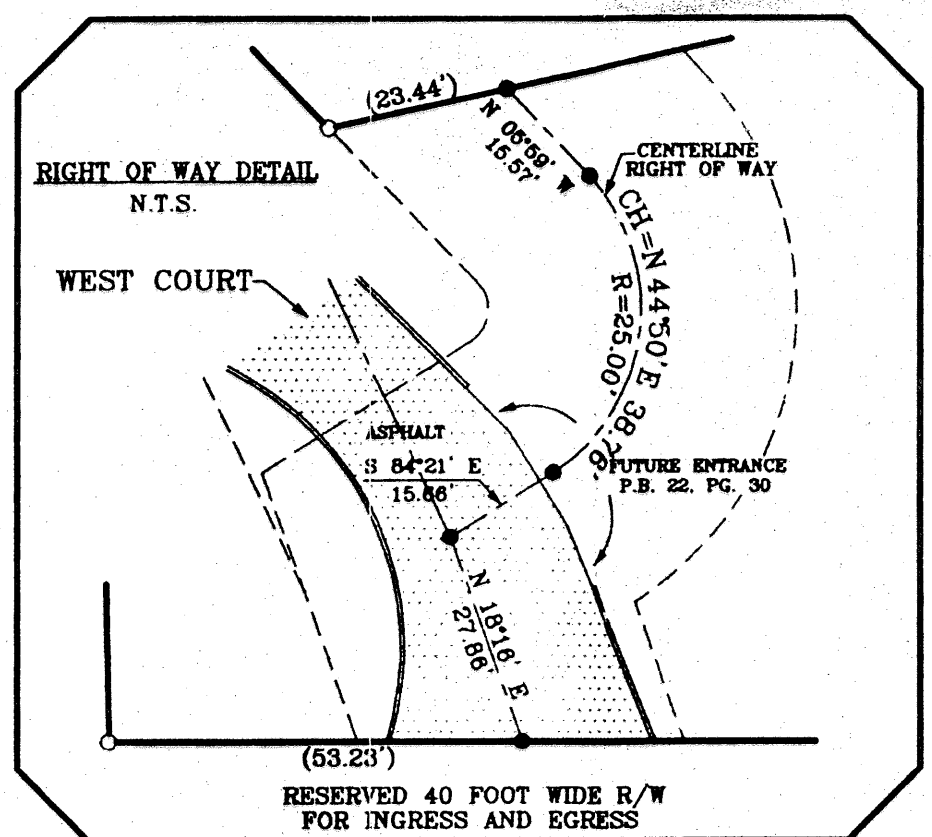 (23.44')
N 05°59' W
15.57'
CENTERLINE
RIGHT OF WAY
RIGHT OF WAY DETAIL
N.T.S.
CH=N 44°50' E 38.76'
R=25.00'
WEST COURT
ASPHALT
S 84°21' E
15.66'
FUTURE ENTRANCE
P.B. 22, PG. 30
N 18°16' E
27.86'
(53.23')
RESERVED 40 FOOT WIDE R/W
FOR INGRESS AND EGRESS